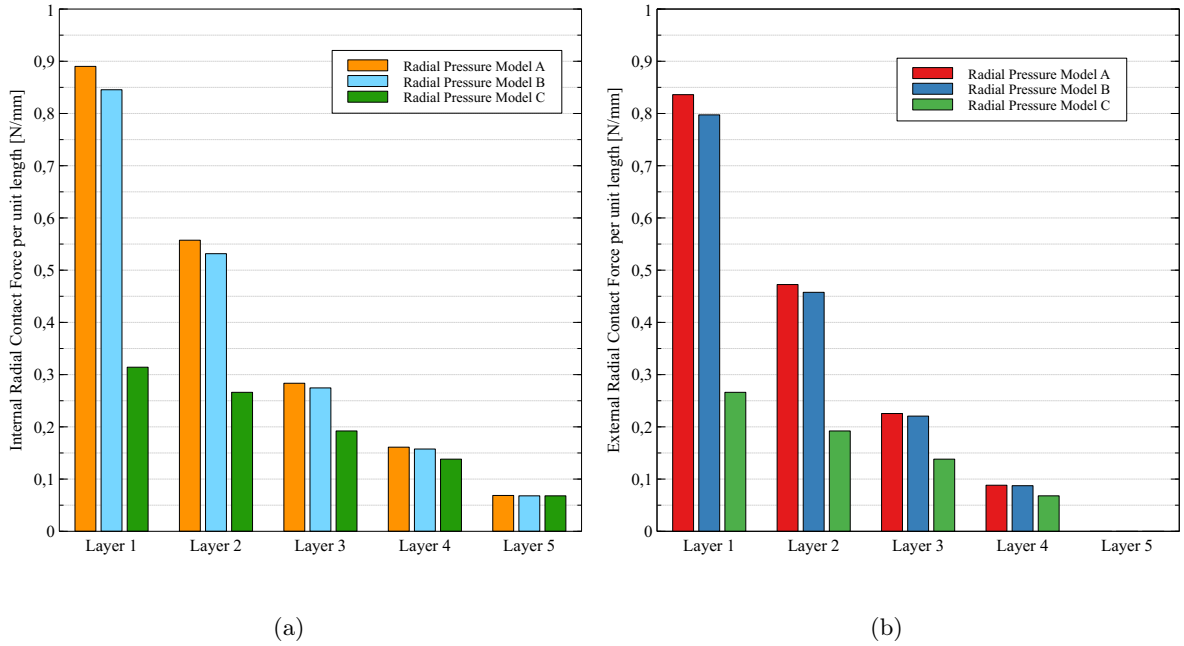 Internal Radial Contact Force per unit length [N/mm]
1
0,9
0,8
0,7
0,6
0,5
0,4
0,3
0,2
0,1
0
Radial Pressure Model A
Radial Pressure Model B
Radial Pressure Model C
Layer 1 Layer 2 Layer 3 Layer 4 Layer 5
(a)
External Radial Contact Force per unit length [N/mm]
1
0,9
0,8
0,7
0,6
0,5
0,4
0,3
0,2
0,1
0
Radial Pressure Model A
Radial Pressure Model B
Radial Pressure Model C
Layer 1 Layer 2 Layer 3 Layer 4 Layer 5
(b)